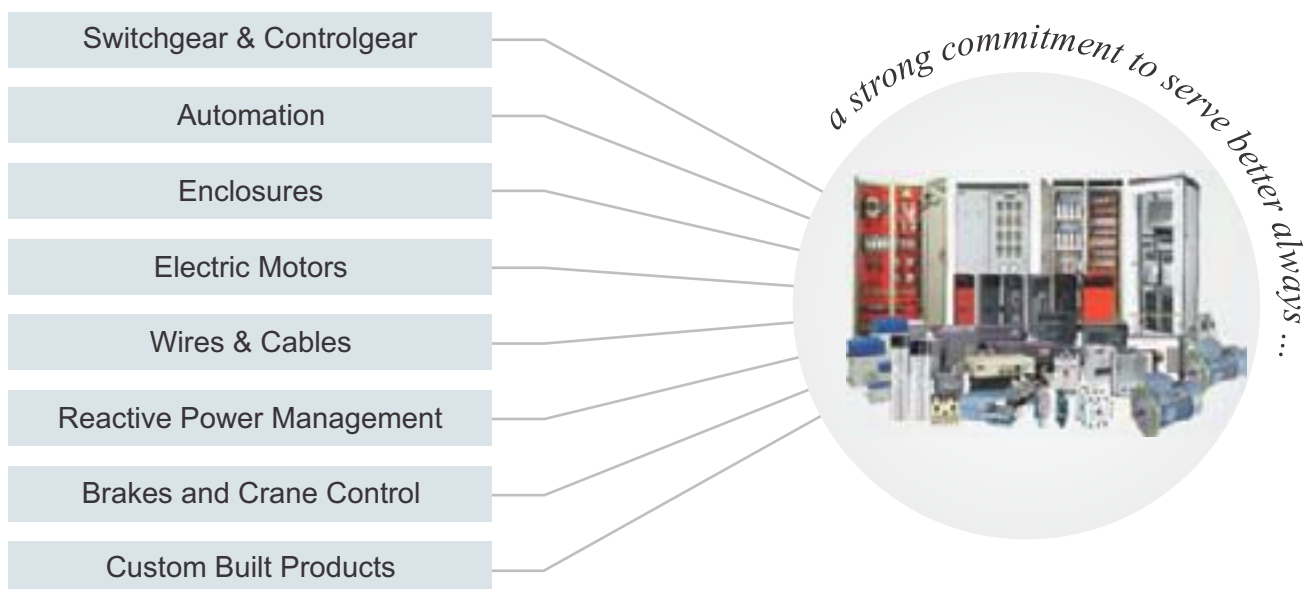 Switchgear & Controlgear
Automation
Enclosures
Electric Motors
Wires & Cables
Reactive Power Management
Brakes and Crane Control
Custom Built Products
a strong commitment to serve better always ...